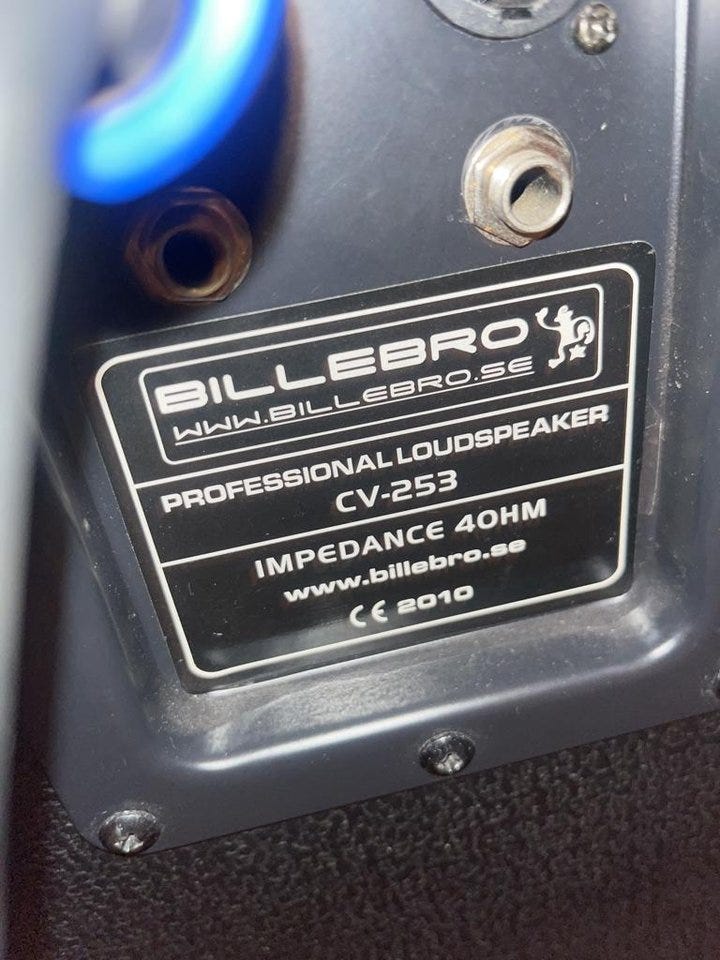 BILLEBRO
WWW.BILLEBRO.SE
PROFESSIONAL LOUDSPEAKER
CV-253
IMPEDANCE 4OHM
www.billebro.se
CE 2010